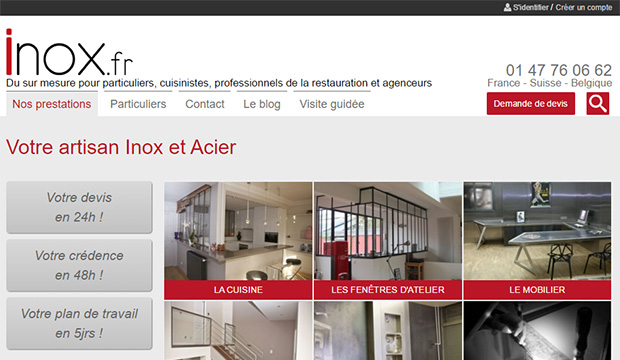 S'identifier / Créer un compte
inox.fr
Du sur mesure pour particuliers, cuisinistes, professionnels de la restauration et agenceurs
01 47 76 06 62
France - Suisse - Belgique
Nos prestations Particuliers Contact Le blog Visite guidée Demande de devis
Votre artisan Inox et Acier
Votre devis
en 24h !
Votre crédence
en 48h !
Votre plan de travail
en 5jrs !
LA CUISINE LES FENÊTRES D'ATELIER LE MOBILIER